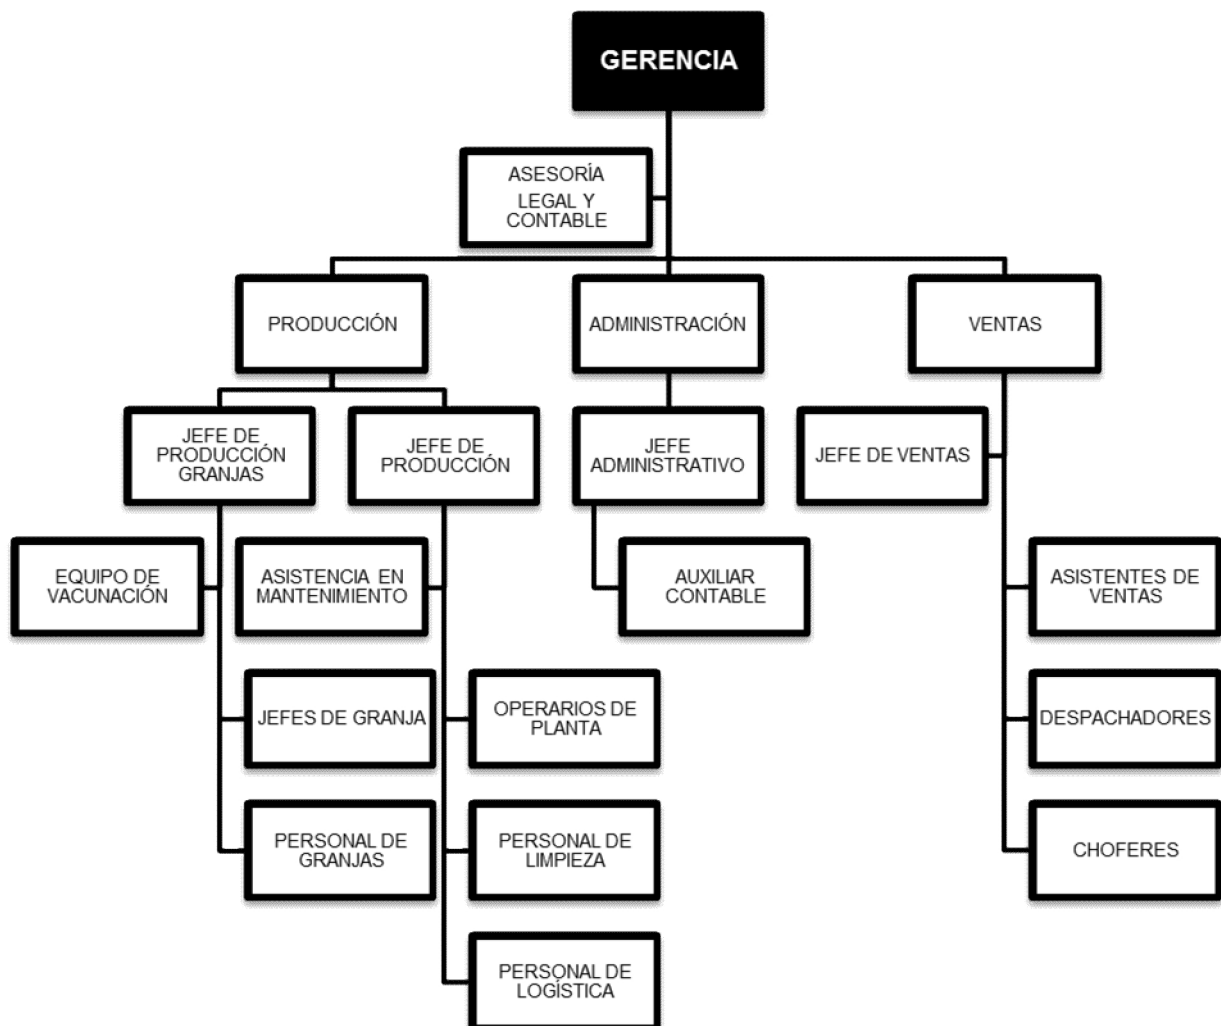 GERENCIA
ASESORÍA
LEGAL Y
CONTABLE
PRODUCCIÓN
ADMINISTRACIÓN
VENTAS
JEFE DE
PRODUCCIÓN
GRANJAS
JEFE DE
PRODUCCIÓN
JEFE
ADMINISTRATIVO
JEFE DE VENTAS
EQUIPO DE
VACUNACIÓN
ASISTENCIA EN
MANTENIMIENTO
AUXILIAR
CONTABLE
ASISTENTES DE
VENTAS
JEFES DE GRANJA
OPERARIOS DE
PLANTA
DESPACHADORES
PERSONAL DE
GRANJAS
PERSONAL DE
LIMPIEZA
CHOFERES
PERSONAL DE
LOGÍSTICA